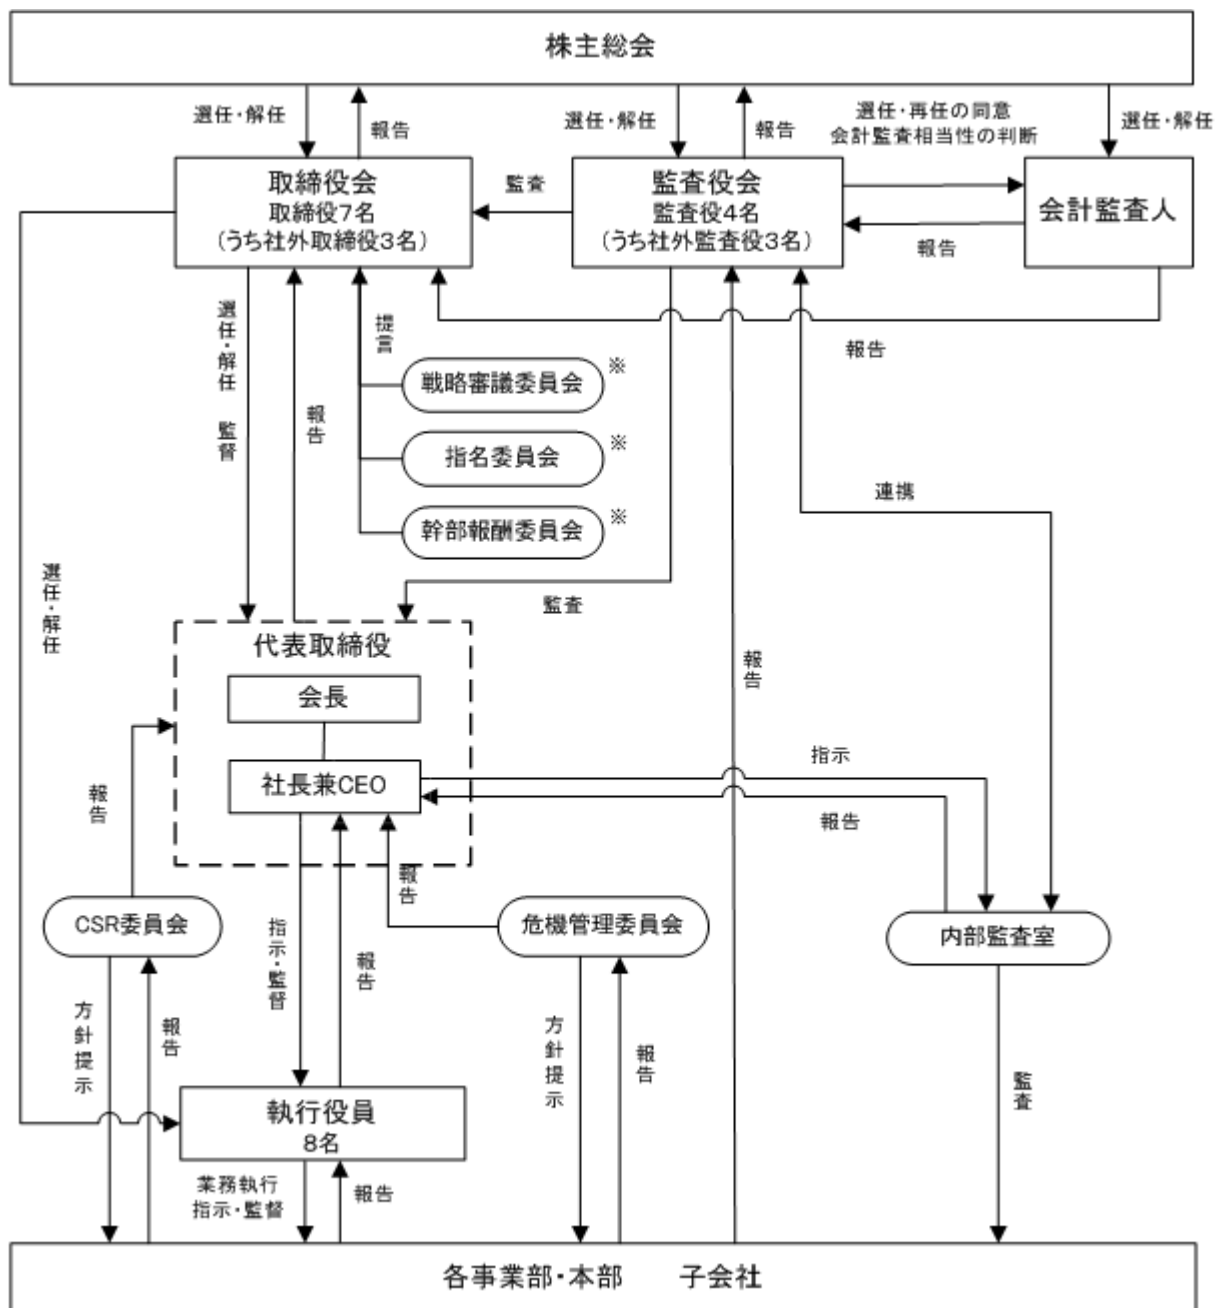 株主総会
選任・解任
報告
選任・解任
報告
選任・再任の同意
会計監査相当性の判断
選任・解任
取締役会
取締役7名
(うち社外取締役3名)
監査
監査役会
監査役4名
(うち社外監査役3名)
報告
会計監査人
選任・解任 監督
報告
提言
報告
戦略審議委員会
※
指名委員会
※
幹部報酬委員会
※
連携
選任・解任
監査
報告
代表取締役
会長
社長兼CEO
指示
報告
報告
報告
CSR委員会
危機管理委員会
内部監査室
指示・監督
報告
方針提示
報告
方針提示
報告
監査
執行役員
8名
業務執行
指示・監督
報告
各事業部・本部 子会社